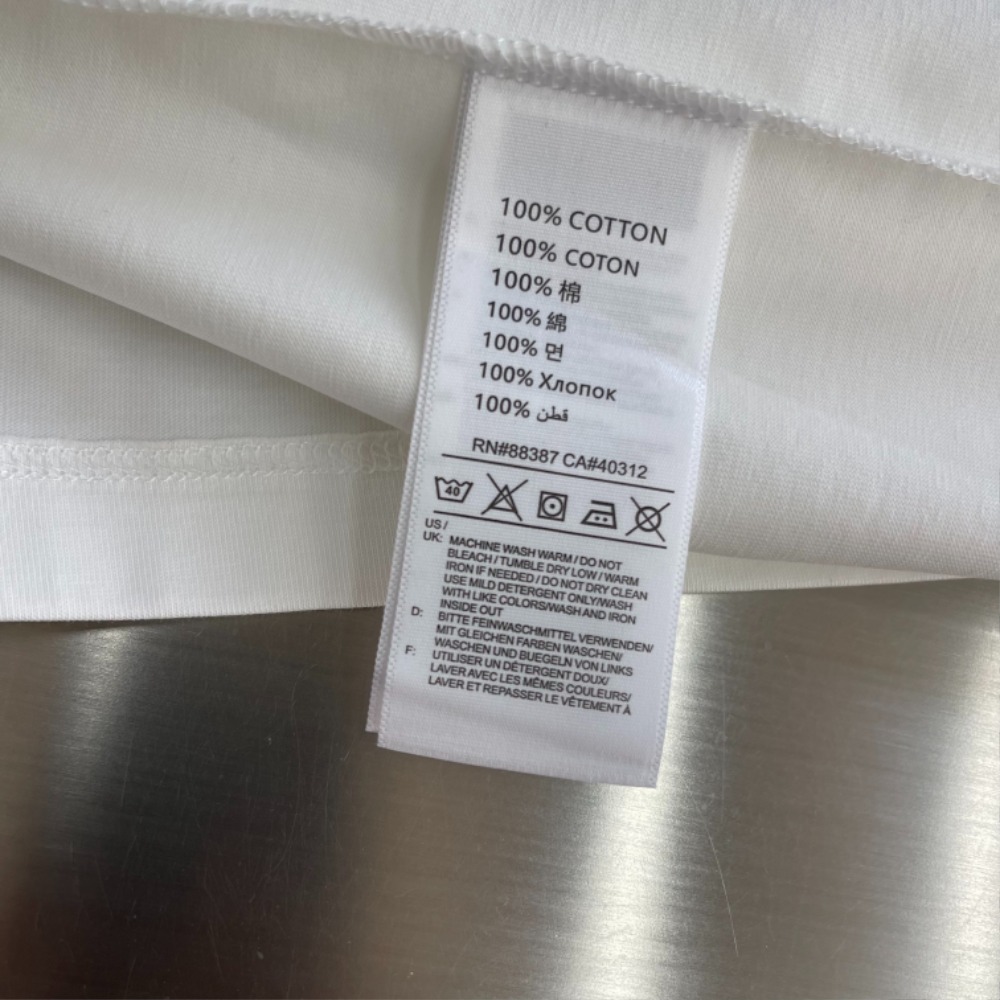 100% COTTON
100% COTON
100% 棉
100% 綿
100% 면
100% Хлопок
100% قطن
RN#88387 CA#40312
40
US /
UK: MACHINE WASH WARM / DO NOT
BLEACH / TUMBLE DRY LOW / WARM
IRON IF NEEDED / DO NOT DRY CLEAN
USE MILD DETERGENT ONLY/WASH
WITH LIKE COLORS/WASH AND IRON
INSIDE OUT
D: BITTE FEINWASCHMITTEL VERWENDEN/
MIT GLEICHEN FARBEN WASCHEN/
WASCHEN UND BUEGELN VON LINKS
F: UTILISER UN DÉTERGENT DOUX/
LAVER AVEC LES MÊMES COULEURS/
LAVER ET REPASSER LE VÊTEMENT À